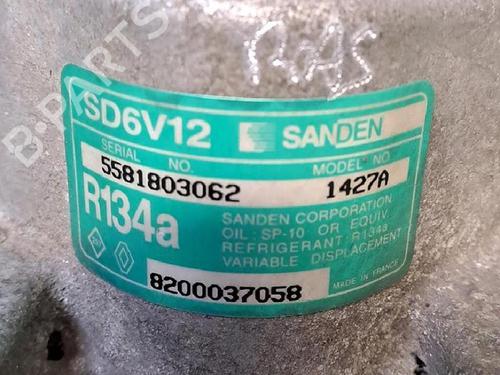 SD6V12 SANDEN
SERIAL NO. MODEL NO.
5581803062 1427A
R134a
SANDEN CORPORATION
OIL: SP-10 OR EQUIV.
REFRIGERANT: R134a
VARIABLE DISPLACEMENT
8200037058
MADE IN FRANCE
B-PARTS